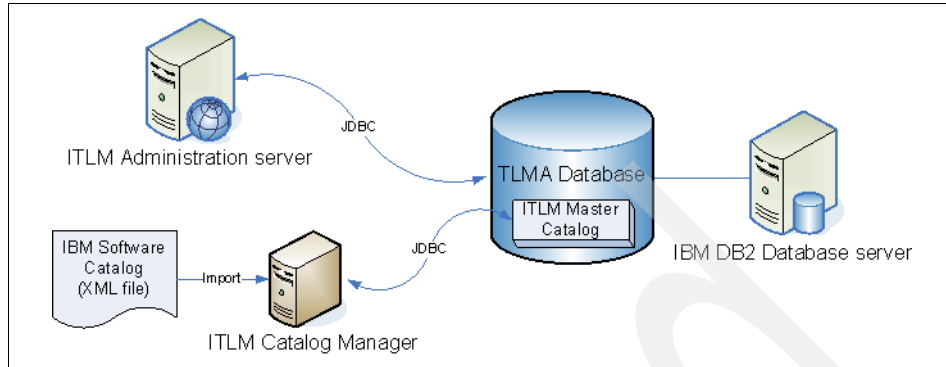 ITLM Administration server
JDBC
TLMA Database
ITLM Master
Catalog
IBM DB2 Database server
IBM Software
Catalog
(XML file)
Import
JDBC
ITLM Catalog Manager